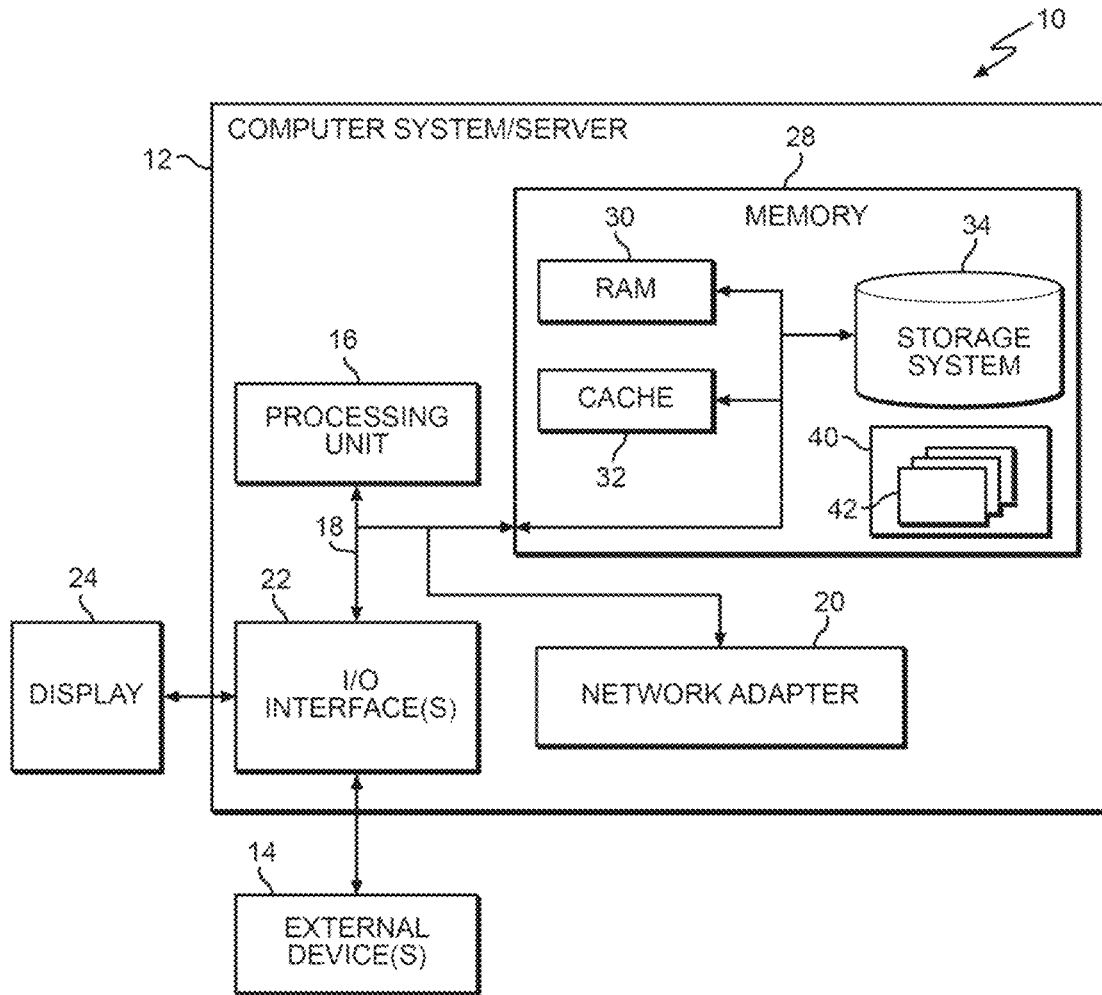 10
COMPUTER SYSTEM/SERVER
12
28
MEMORY
30
RAM
34
STORAGE
SYSTEM
16
PROCESSING
UNIT
CACHE
32
40
42
18
24
DISPLAY
22
I/O
INTERFACE(S)
20
NETWORK ADAPTER
14
EXTERNAL
DEVICE(S)